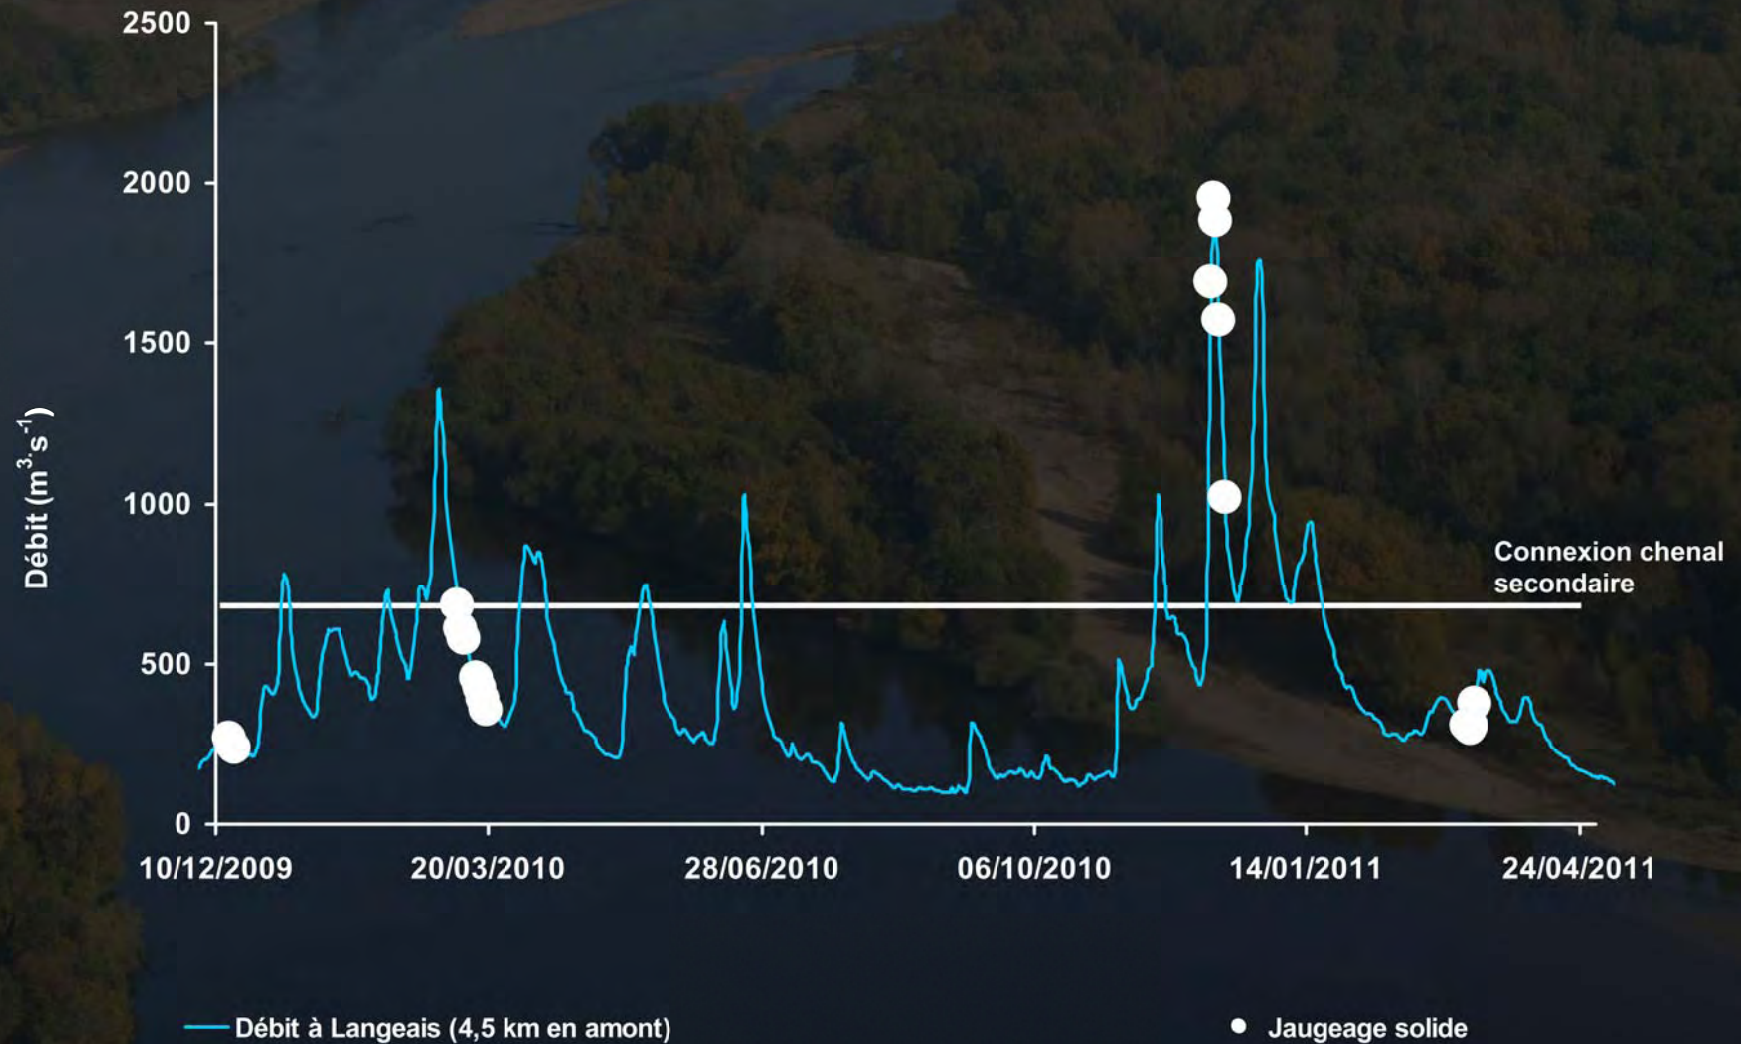 2500
2000
1500
1000
500
0
Débit (m³·s⁻¹)
Connexion chenal
secondaire
10/12/2009 20/03/2010 28/06/2010 06/10/2010 14/01/2011 24/04/2011
Débit à Langeais (4,5 km en amont) Jaugeage solide